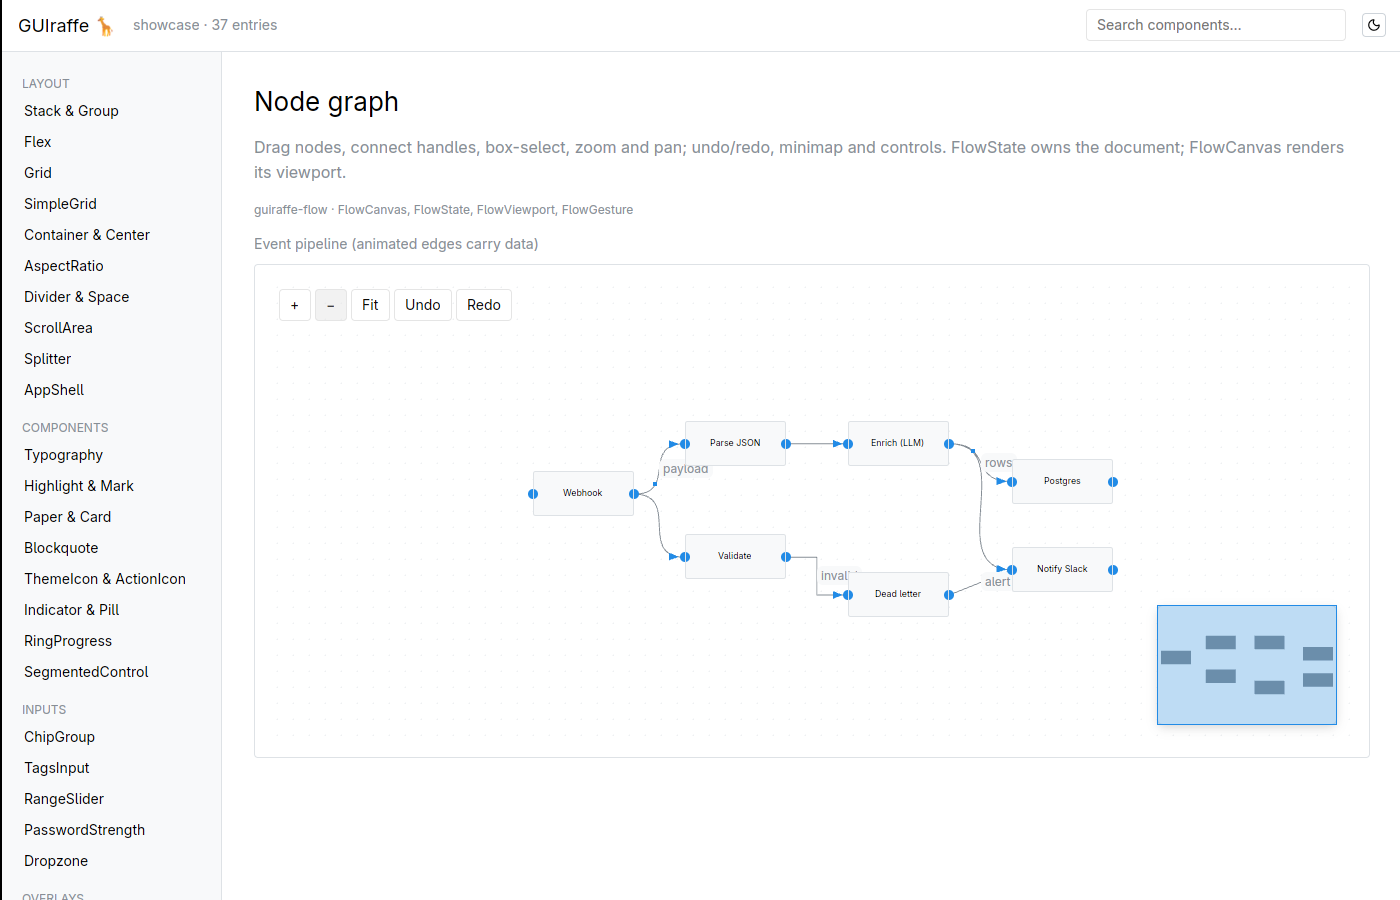 GUIraffe 🦒 showcase · 37 entries
Search components...
LAYOUT
Stack & Group
Flex
Grid
SimpleGrid
Container & Center
AspectRatio
Divider & Space
ScrollArea
Splitter
AppShell
COMPONENTS
Typography
Highlight & Mark
Paper & Card
Blockquote
ThemeIcon & ActionIcon
Indicator & Pill
RingProgress
SegmentedControl
INPUTS
ChipGroup
TagsInput
RangeSlider
PasswordStrength
Dropzone
OVERLAYS
Node graph
Drag nodes, connect handles, box-select, zoom and pan; undo/redo, minimap and controls. FlowState owns the document; FlowCanvas renders
its viewport.
guiraffe-flow · FlowCanvas, FlowState, FlowViewport, FlowGesture
Event pipeline (animated edges carry data)
+ − Fit Undo Redo
Parse JSON
Enrich (LLM)
payload
rows
Webhook
Postgres
Validate
Notify Slack
invalid
alert
Dead letter